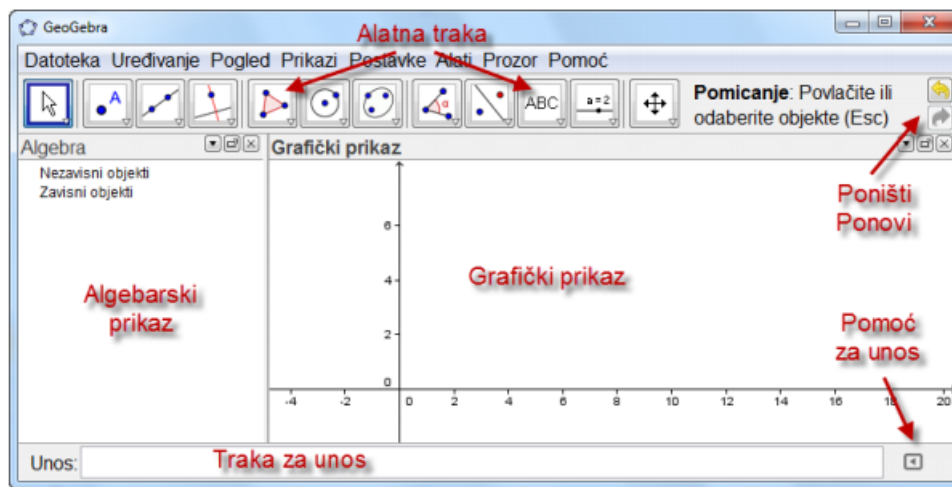 GeoGebra
Alatna traka
Datoteka Uređivanje Pogled Prikazi Postavke Alati Prozor Pomoć
A
α
ABC
a=2
Pomicanje: Povlačite ili
odaberite objekte (Esc)
Algebra
Grafički prikaz
Nezavisni objekti
Zavisni objekti
Poništi
Ponovi
6
Grafički prikaz
4
Algebarski
prikaz
Pomoć
za unos
2
0
-4 -2 0 2 4 6 8 10 12 14 16 18 20
Unos:
Traka za unos